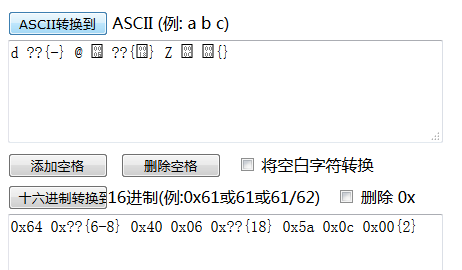 ASCII转换到 ASCII (例: a b c)
d ??{-} @ ??{} Z {}
添加空格 删除空格 将空白字符转换
十六进制转换到 16进制(例:0x61或61或61/62) 删除 0x
0x64 0x??{6-8} 0x40 0x06 0x??{18} 0x5a 0x0c 0x00{2}